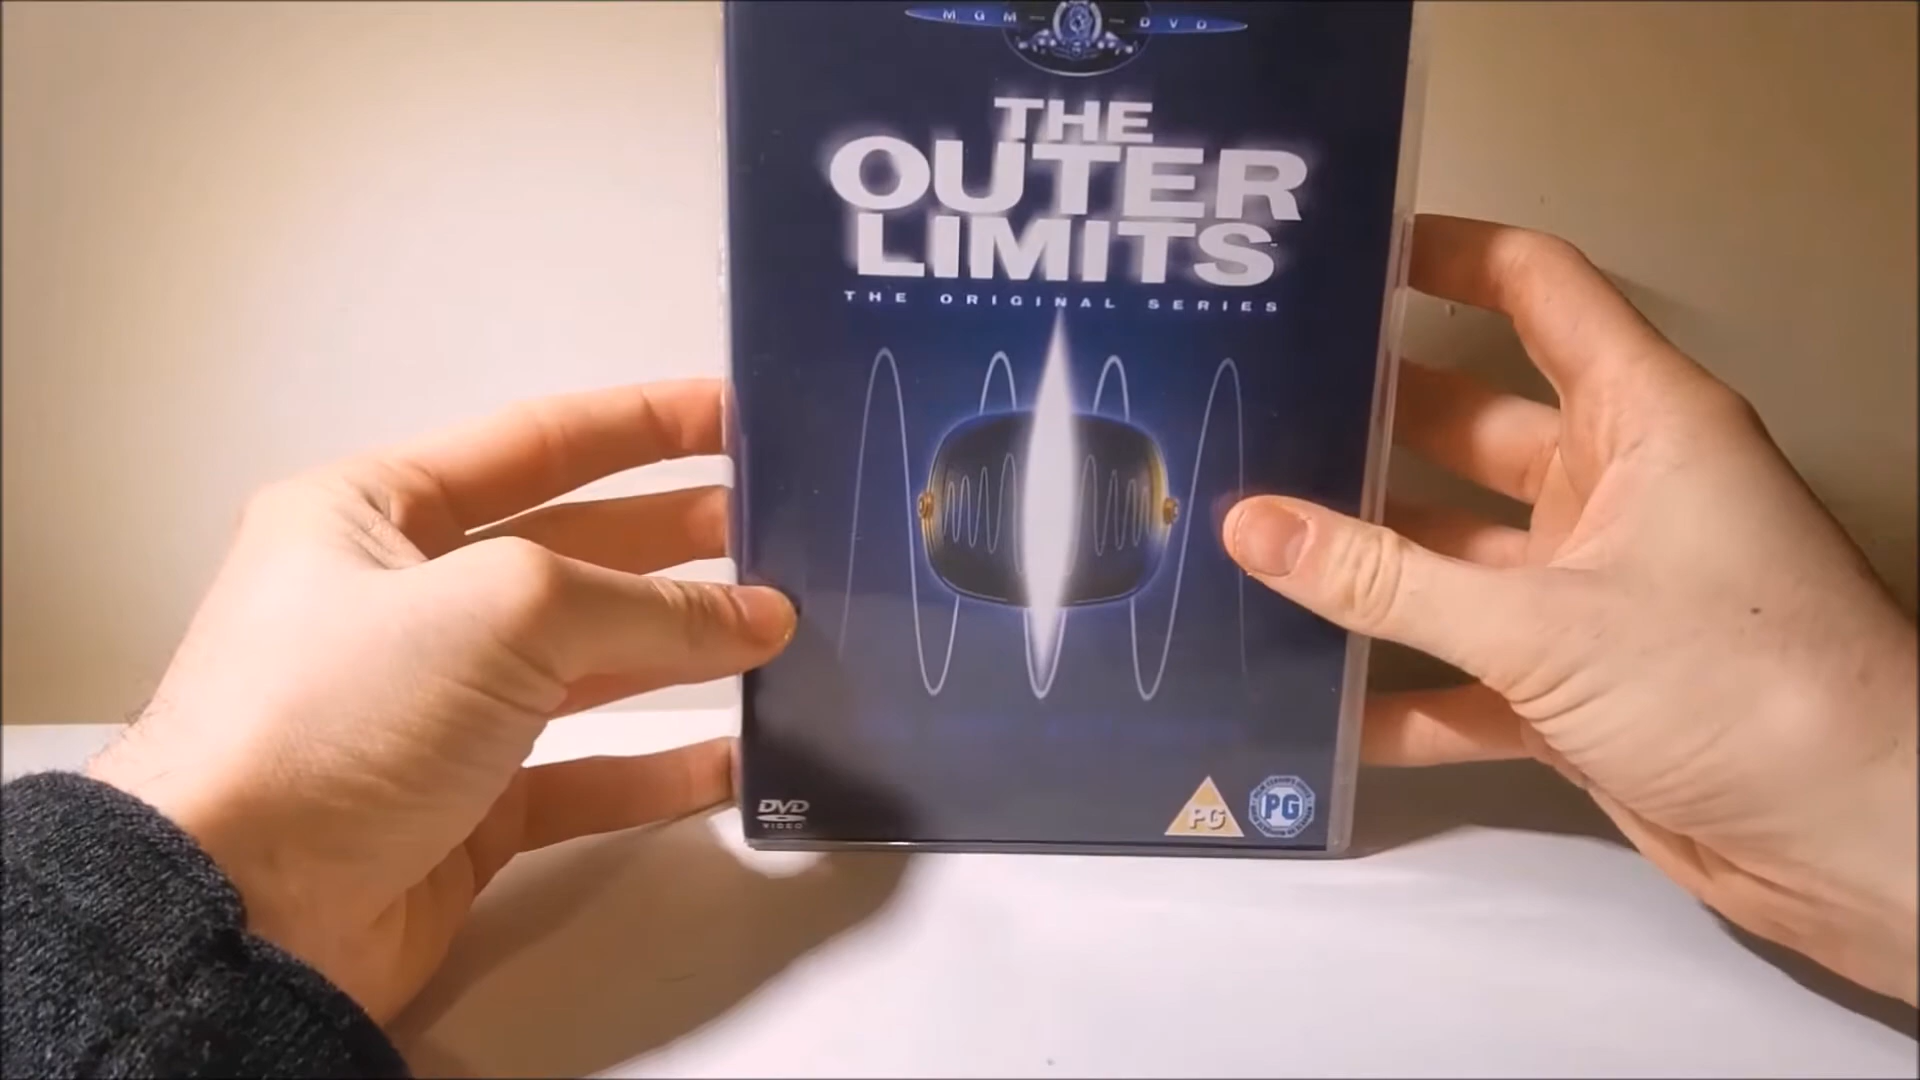 MGM DVD
THE
OUTER
LIMITS
THE ORIGINAL SERIES
DVD
VIDEO
PG
PG